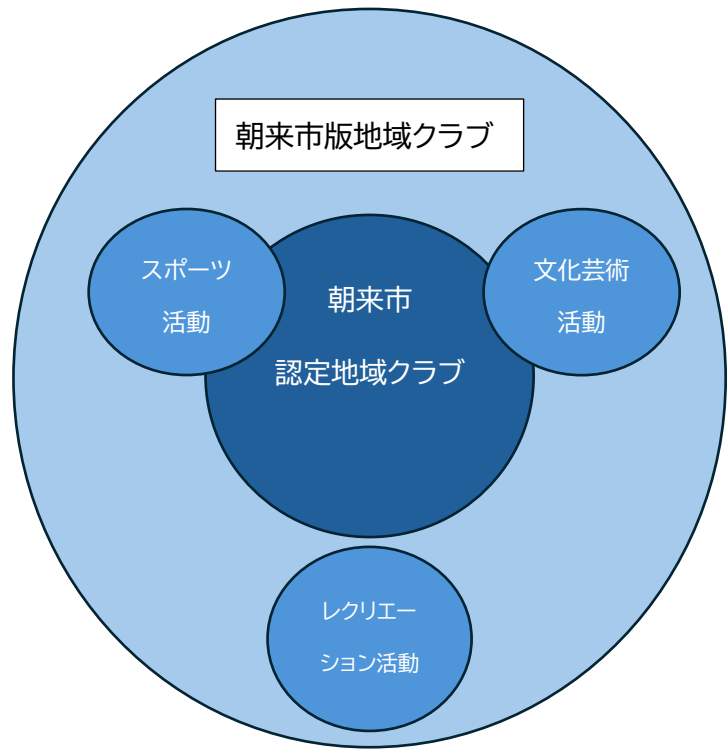 朝来市版地域クラブ
スポーツ
活動
朝来市
認定地域クラブ
文化芸術
活動
レクリエー
ション活動